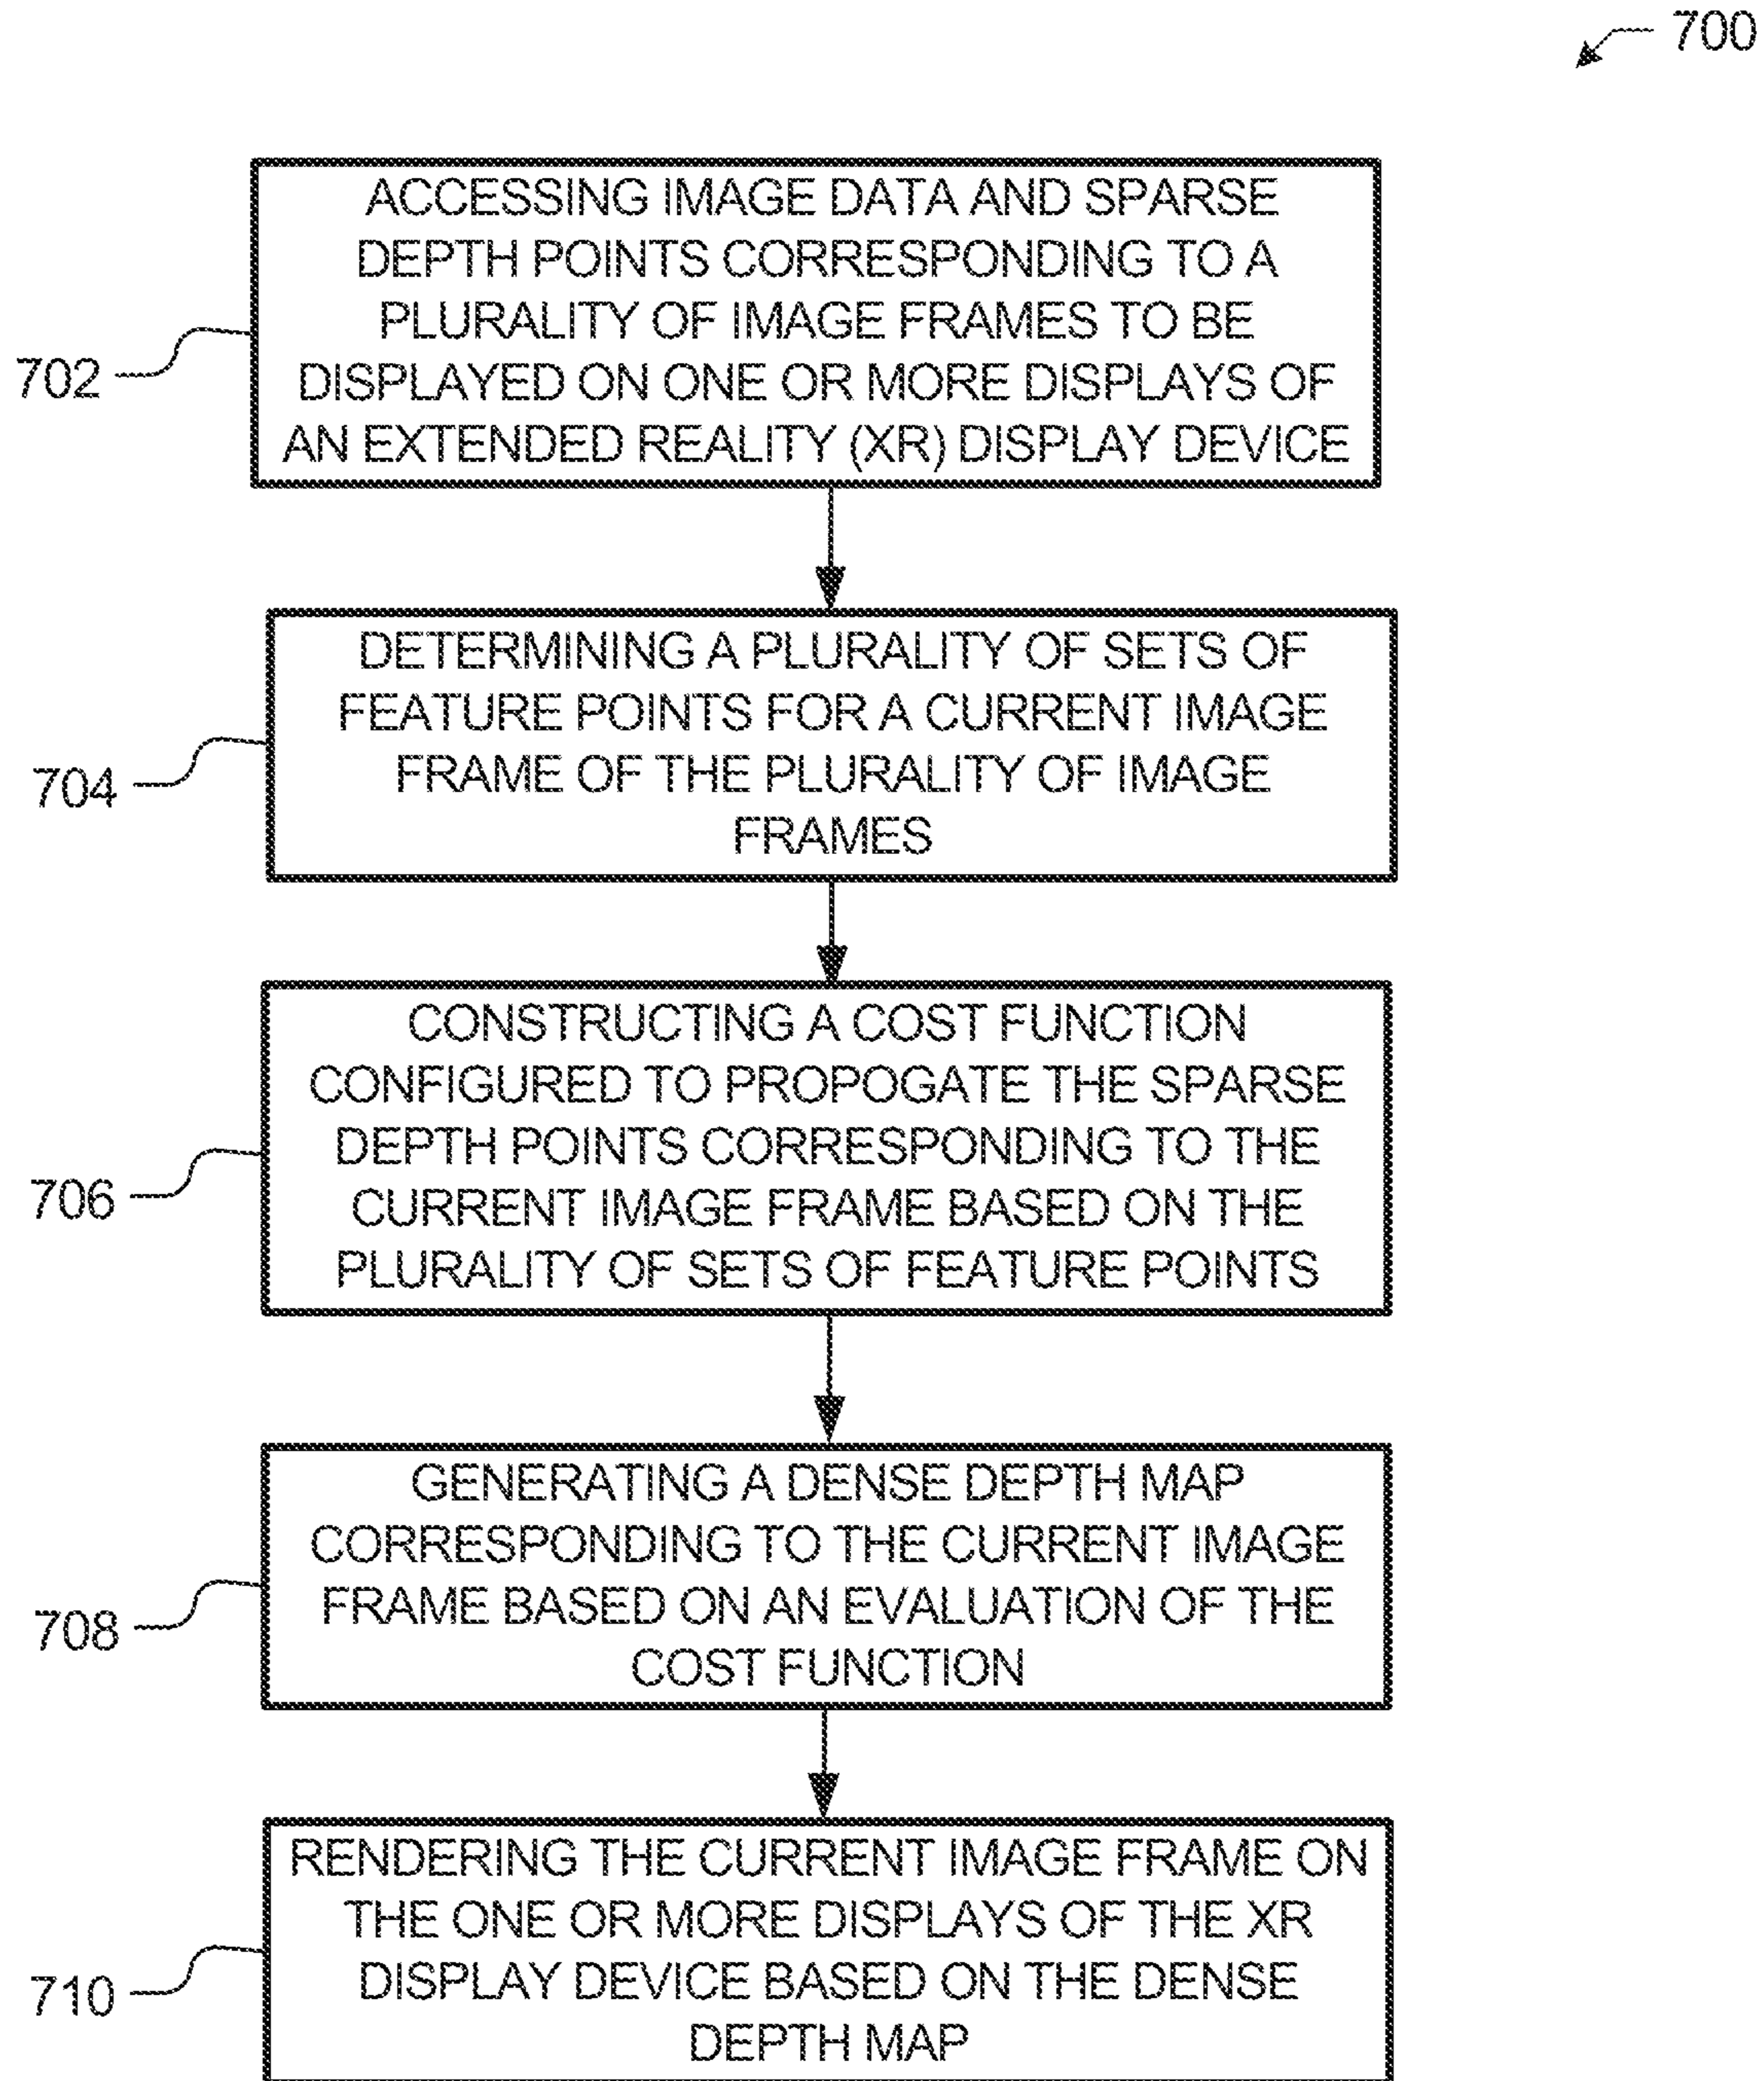 700
ACCESSING IMAGE DATA AND SPARSE
DEPTH POINTS CORRESPONDING TO A
PLURALITY OF IMAGE FRAMES TO BE
DISPLAYED ON ONE OR MORE DISPLAYS OF
AN EXTENDED REALITY (XR) DISPLAY DEVICE
702
DETERMINING A PLURALITY OF SETS OF
FEATURE POINTS FOR A CURRENT IMAGE
FRAME OF THE PLURALITY OF IMAGE
FRAMES
704
CONSTRUCTING A COST FUNCTION
CONFIGURED TO PROPOGATE THE SPARSE
DEPTH POINTS CORRESPONDING TO THE
CURRENT IMAGE FRAME BASED ON THE
PLURALITY OF SETS OF FEATURE POINTS
706
GENERATING A DENSE DEPTH MAP
CORRESPONDING TO THE CURRENT IMAGE
FRAME BASED ON AN EVALUATION OF THE
COST FUNCTION
708
RENDERING THE CURRENT IMAGE FRAME ON
THE ONE OR MORE DISPLAYS OF THE XR
DISPLAY DEVICE BASED ON THE DENSE
DEPTH MAP
710